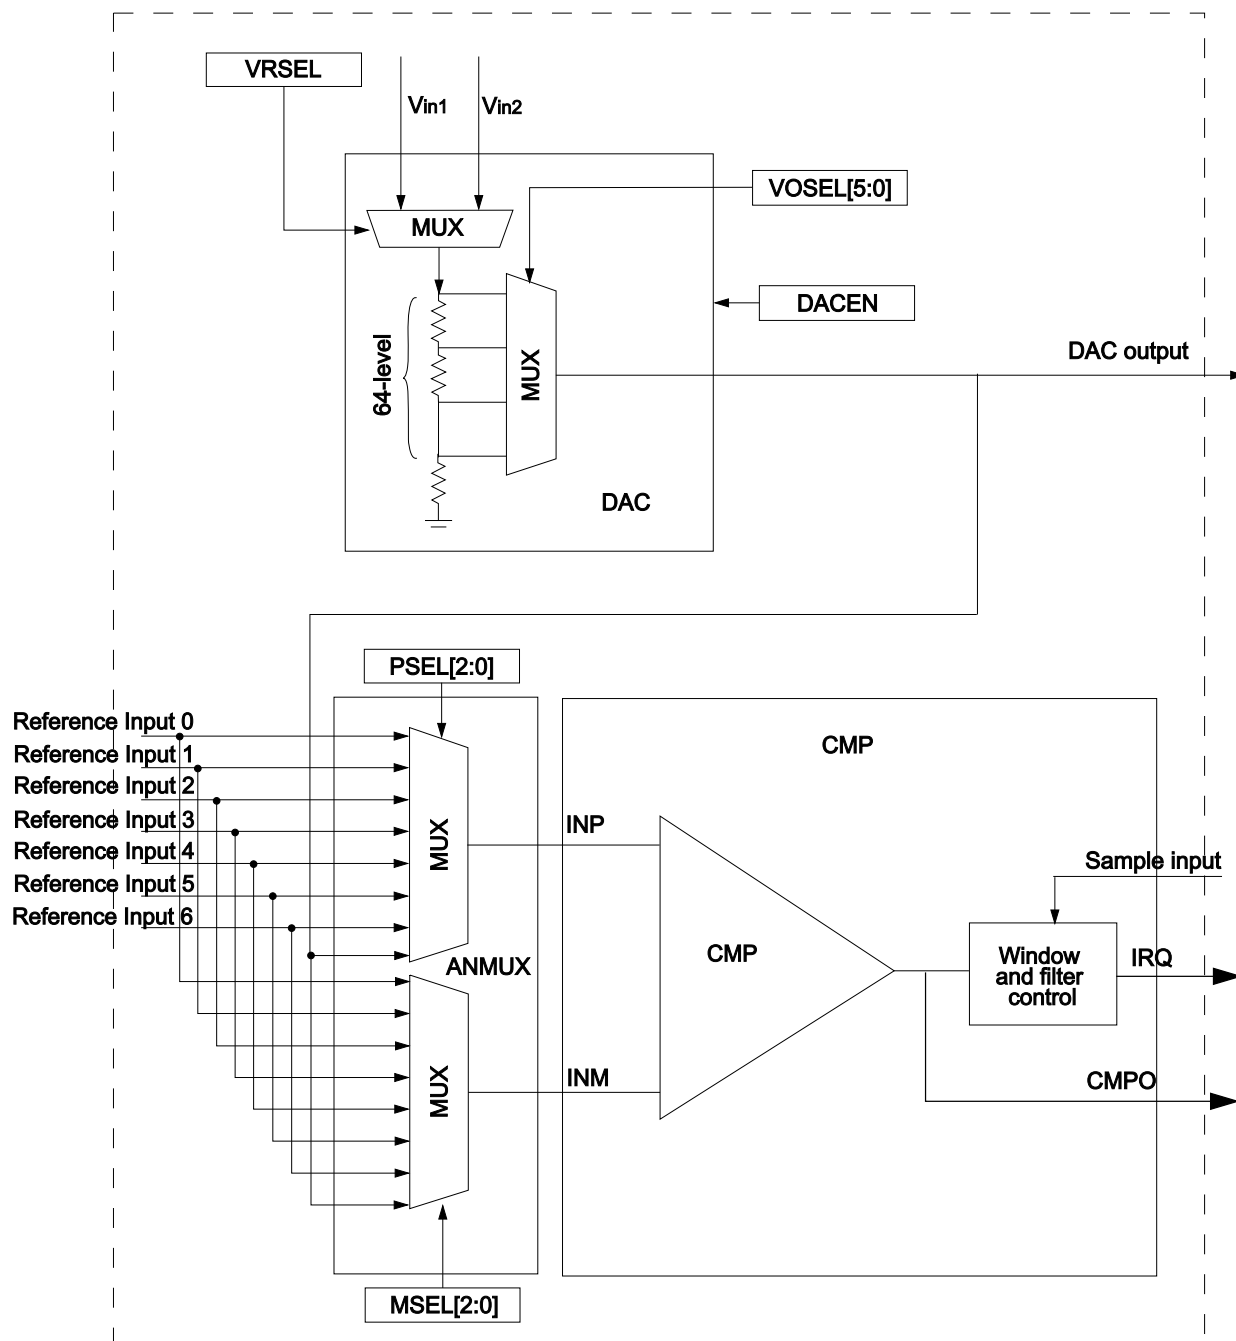 VRSEL
Vin1
Vin2
VOSEL[5:0]
MUX
DACEN
64-level
MUX
DAC output
DAC
PSEL[2:0]
Reference Input 0
Reference Input 1
Reference Input 2
Reference Input 3
Reference Input 4
Reference Input 5
Reference Input 6
MUX
ANMUX
MUX
MSEL[2:0]
CMP
INP
INM
CMP
Sample input
Window
and filter
control
IRQ
CMPO